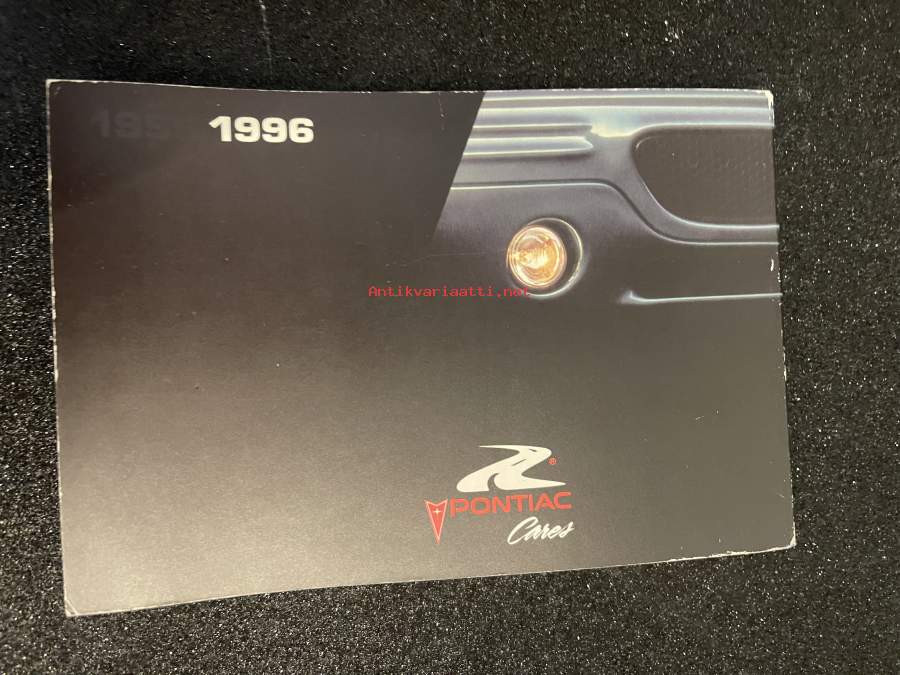 1996
Antikvariaatti.net
PONTIAC
Cares